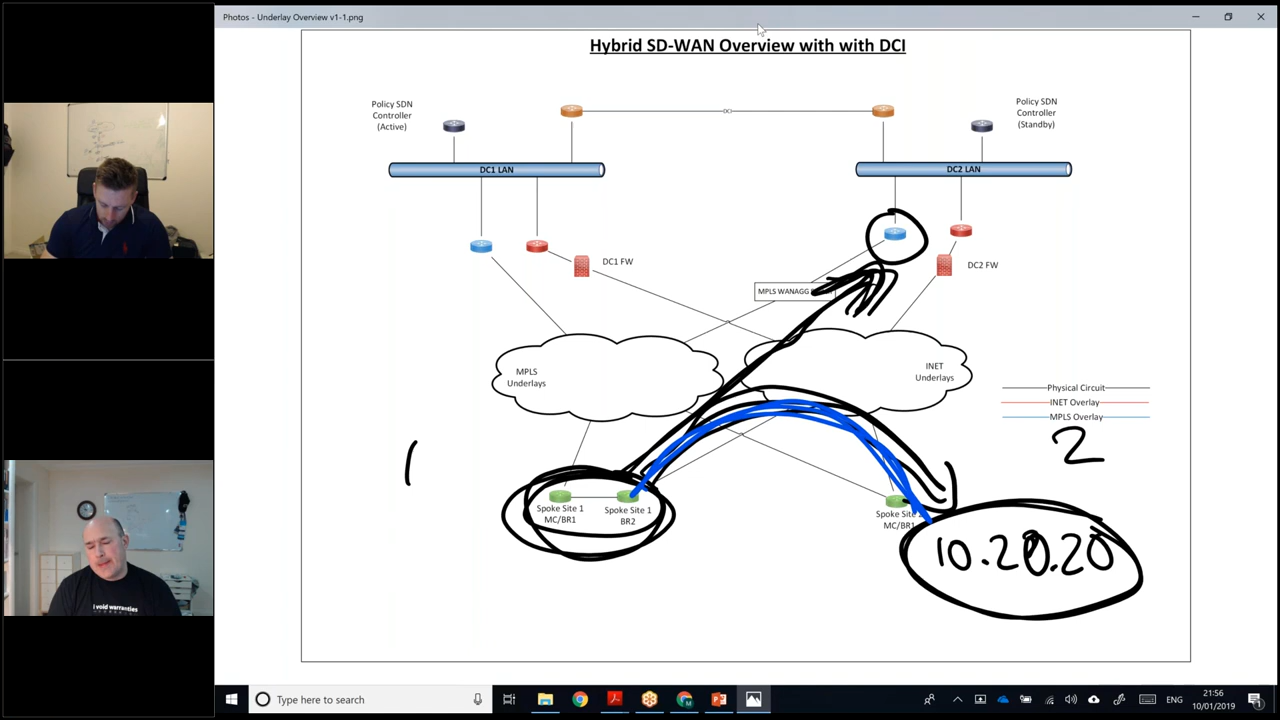 Photos - Underlay Overview v1-1.png
Hybrid SD-WAN Overview with with DCI
Policy SDN
Controller
(Active)
Policy SDN
Controller
(Standby)
DCI
DC1 LAN
DC2 LAN
DC1 FW
DC2 FW
MPLS WANAGG
MPLS
Underlays
INET
Underlays
Physical Circuit
INET Overlay
MPLS Overlay
1
2
Spoke Site 1
MC/BR1
Spoke Site 1
BR2
Spoke Site
MC/BR1
10.20.20
I void warranties
Type here to search
ENG
21:56
10/01/2019